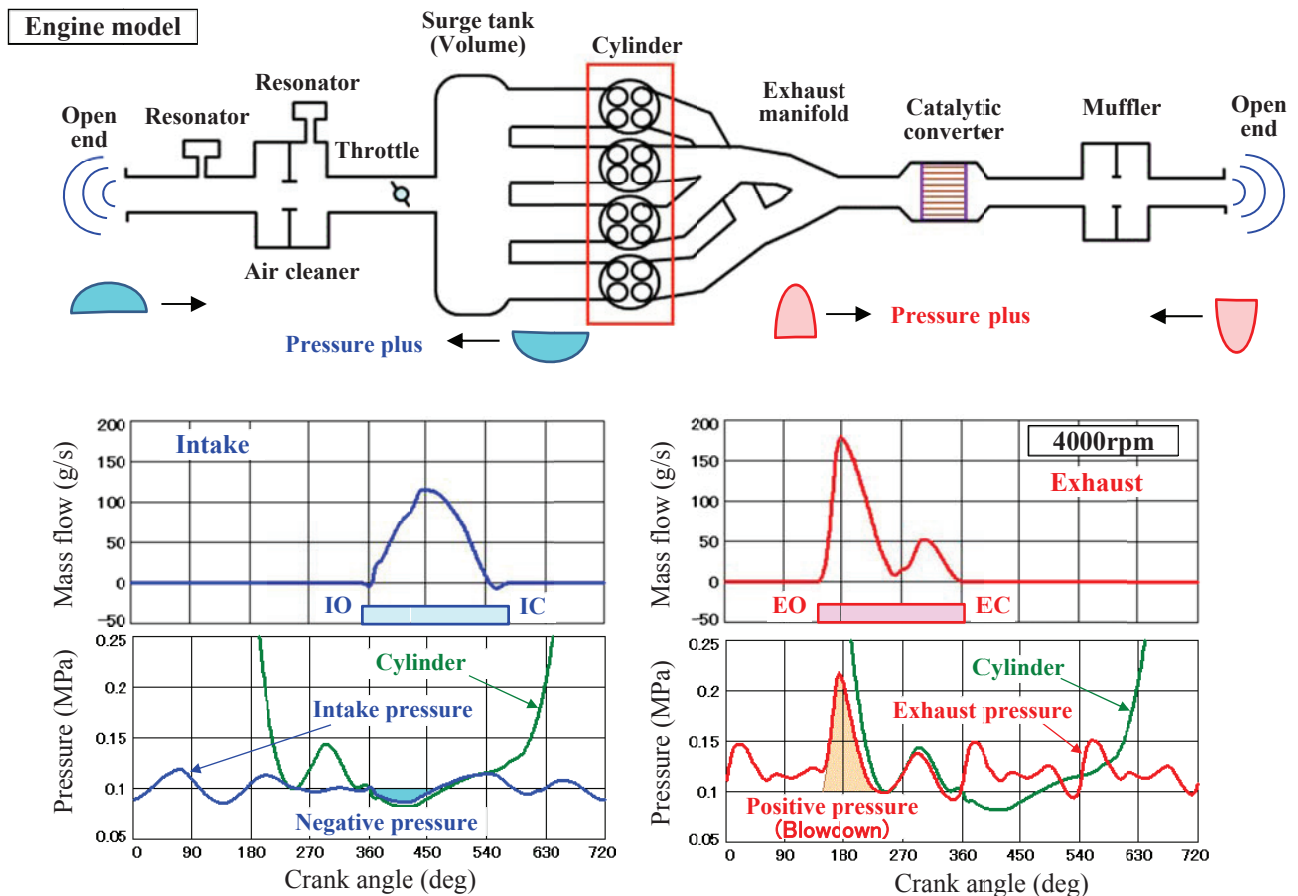 Engine model
Surge tank
(Volume)
Cylinder
Resonator
Resonator
Open
end
Throttle
Exhaust
manifold
Catalytic
converter
Muffler
Open
end
Air cleaner
Pressure plus
Pressure plus
Mass flow (g/s)
200
150
100
50
0
−50
Intake
IO
IC
Pressure (MPa)
0.25
0.2
0.15
0.1
0.05
Cylinder
Intake pressure
Negative pressure
0 90 180 270 360 450 540 630 720
Crank angle (deg)
Mass flow (g/s)
200
150
100
50
0
−50
4000rpm
Exhaust
EO
EC
Pressure (MPa)
0.25
0.2
0.15
0.1
0.05
Cylinder
Exhaust pressure
Positive pressure
(Blowdown)
0 90 180 270 360 450 540 630 720
Crank angle (deg)